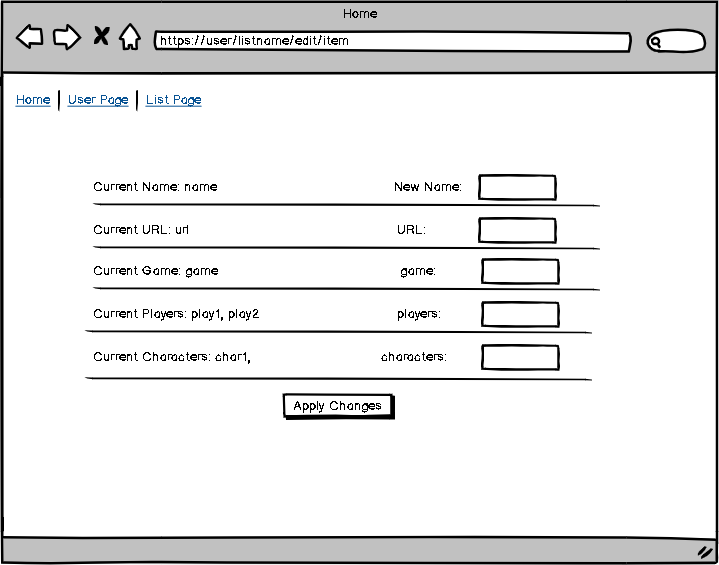 Home
https://user/listname/edit/item
Home User Page List Page
Current Name: name New Name:
Current URL: url URL:
Current Game: game game:
Current Players: play1, play2 players:
Current Characters: char1, characters:
Apply Changes